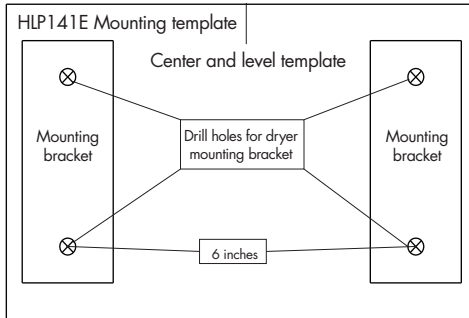 HLP141E Mounting template
Center and level template
Mounting
bracket
Drill holes for dryer
mounting bracket
Mounting
bracket
6 inches